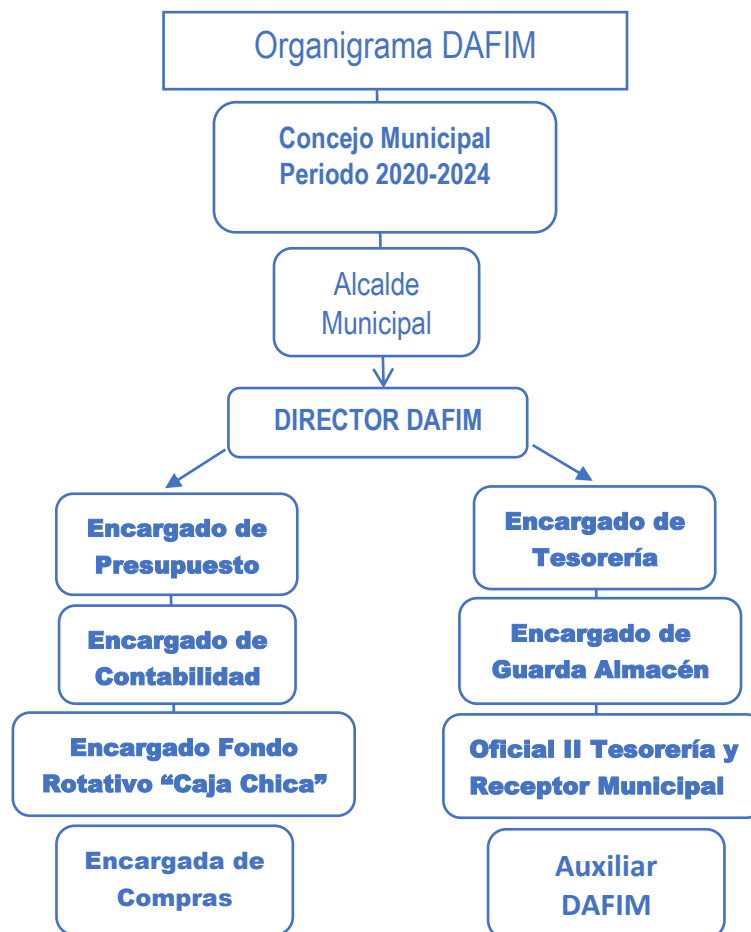 Organigrama DAFIM
Concejo Municipal
Periodo 2020-2024
Alcalde
Municipal
DIRECTOR DAFIM
Encargado de
Presupuesto
Encargado de
Contabilidad
Encargado Fondo
Rotativo “Caja Chica”
Encargada de
Compras
Encargado de
Tesorería
Encargado de
Guarda Almacén
Oficial II Tesorería y
Receptor Municipal
Auxiliar
DAFIM